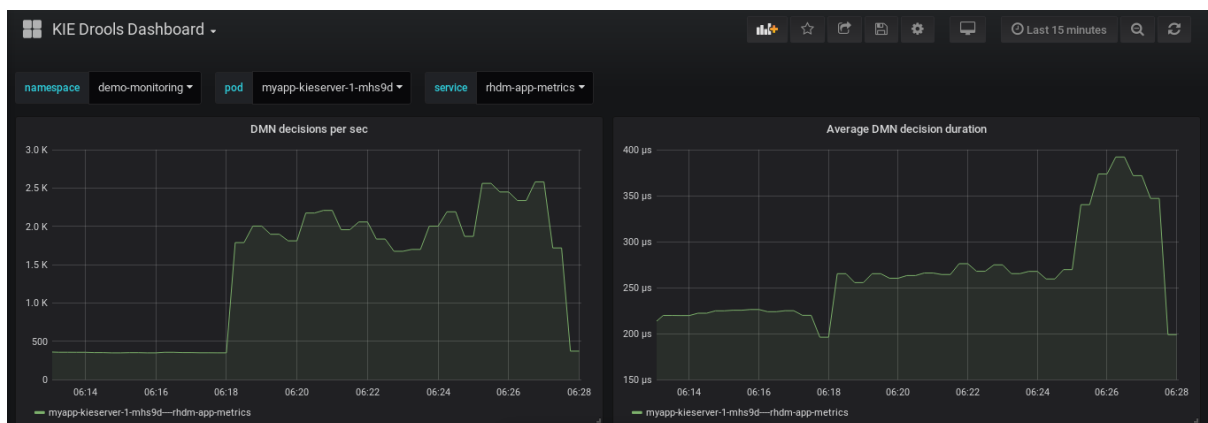 KIE Drools Dashboard
Last 15 minutes
namespace demo-monitoring pod myapp-kieserver-1-mhs9d service rhdm-app-metrics
DMN decisions per sec
3.0 K
2.5 K
2.0 K
1.5 K
1.0 K
500
0
06:14 06:16 06:18 06:20 06:22 06:24 06:26 06:28
myapp-kieserver-1-mhs9d—rhdm-app-metrics
Average DMN decision duration
400 µs
350 µs
300 µs
250 µs
200 µs
150 µs
06:14 06:16 06:18 06:20 06:22 06:24 06:26 06:28
myapp-kieserver-1-mhs9d—rhdm-app-metrics